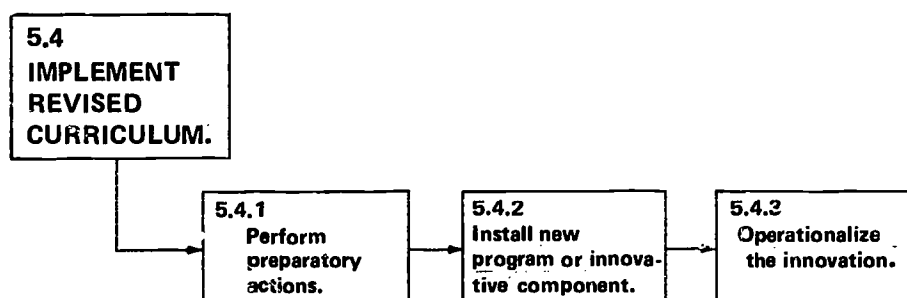 5.4
IMPLEMENT
REVISED
CURRICULUM.
5.4.1
Perform
preparatory
actions.
5.4.2
Install new
program or innova-
tive component.
5.4.3
Operationalize
the innovation.